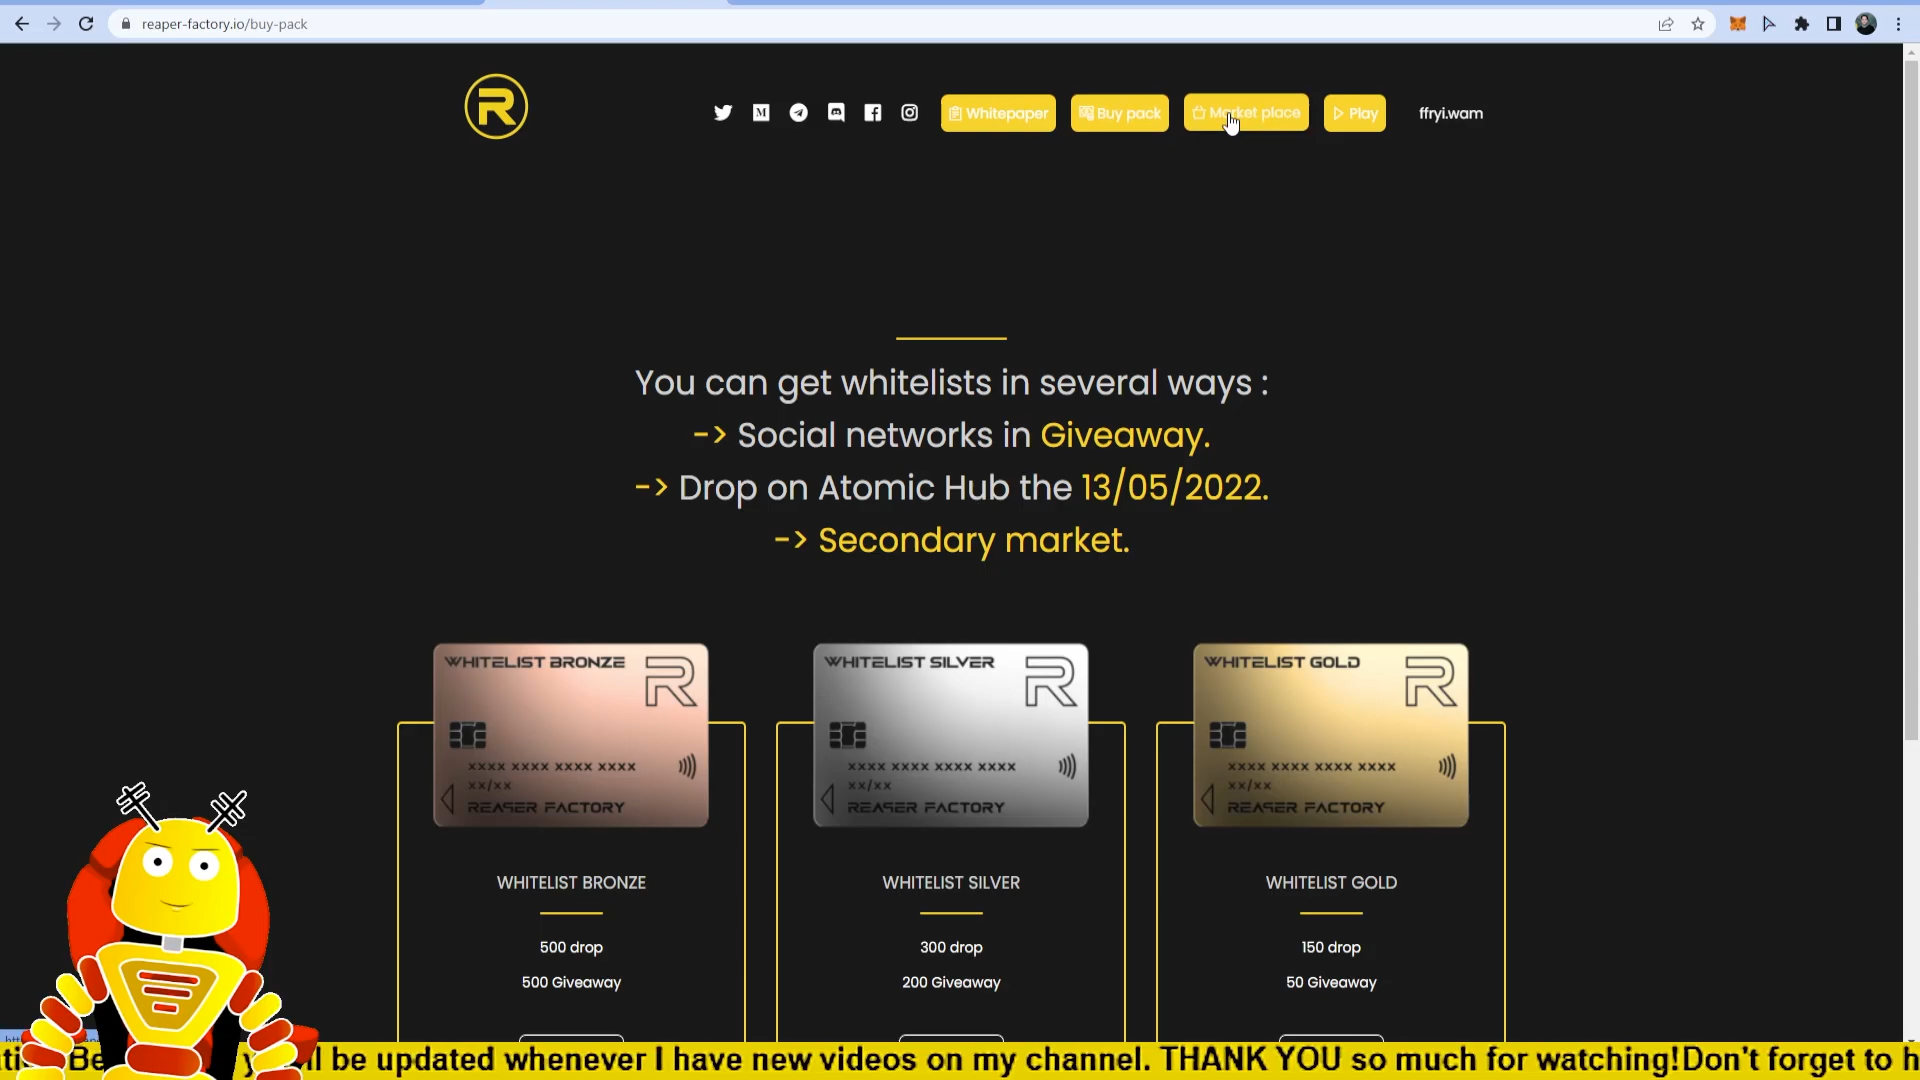 reaper-factory.io/buy-pack
R
Whitepaper
Buy pack
Market place
Play
ffryi.wam
You can get whitelists in several ways :
-> Social networks in Giveaway.
-> Drop on Atomic Hub the 13/05/2022.
-> Secondary market.
WHITELIST BRONZE R
xxxx xxxx xxxx xxxx
xx/xx
REAPER FACTORY
WHITELIST SILVER R
xxxx xxxx xxxx xxxx
xx/xx
REAPER FACTORY
WHITELIST GOLD R
xxxx xxxx xxxx xxxx
xx/xx
REAPER FACTORY
WHITELIST BRONZE
500 drop
500 Giveaway
WHITELIST SILVER
300 drop
200 Giveaway
WHITELIST GOLD
150 drop
50 Giveaway
be updated whenever I have new videos on my channel. THANK YOU so much for watching!Don't forget to h